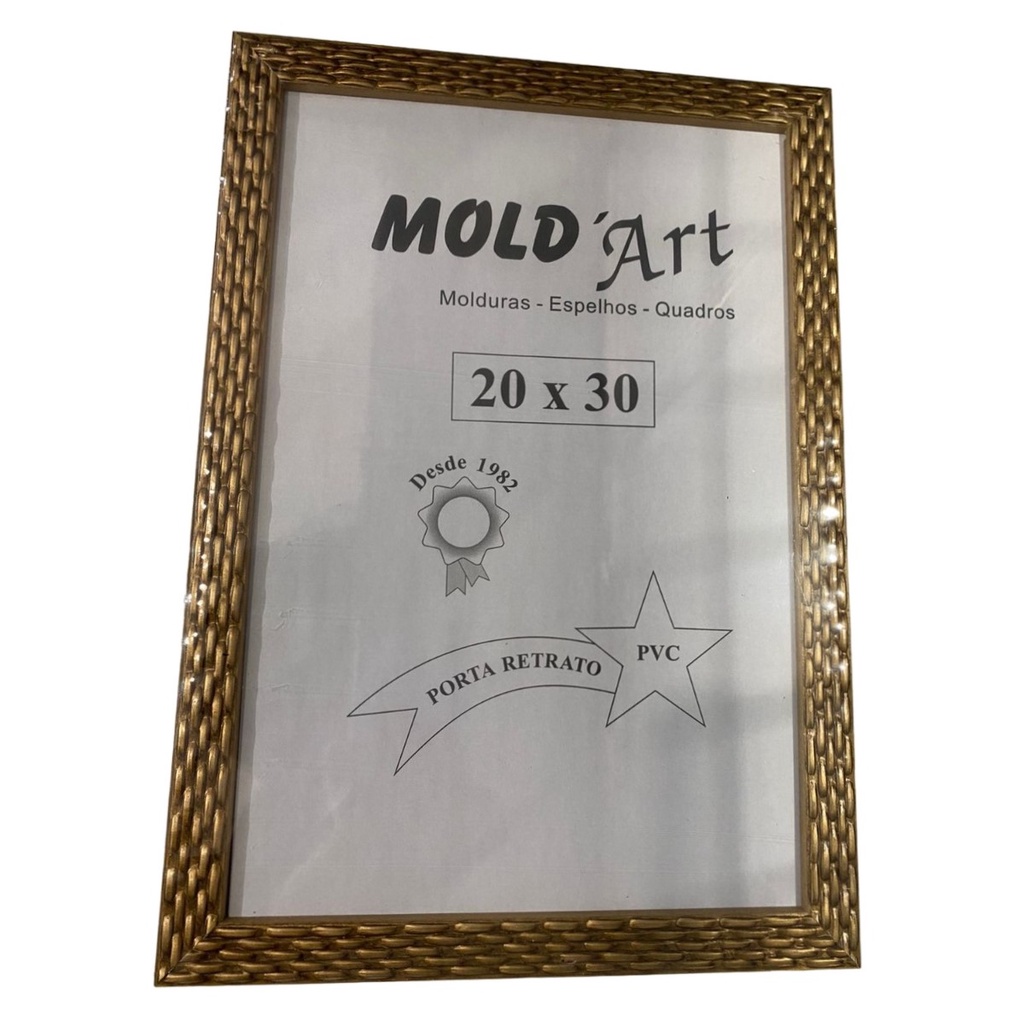 MOLD´Art
Molduras - Espelhos - Quadros
20 x 30
Desde 1982
PORTA RETRATO
PVC